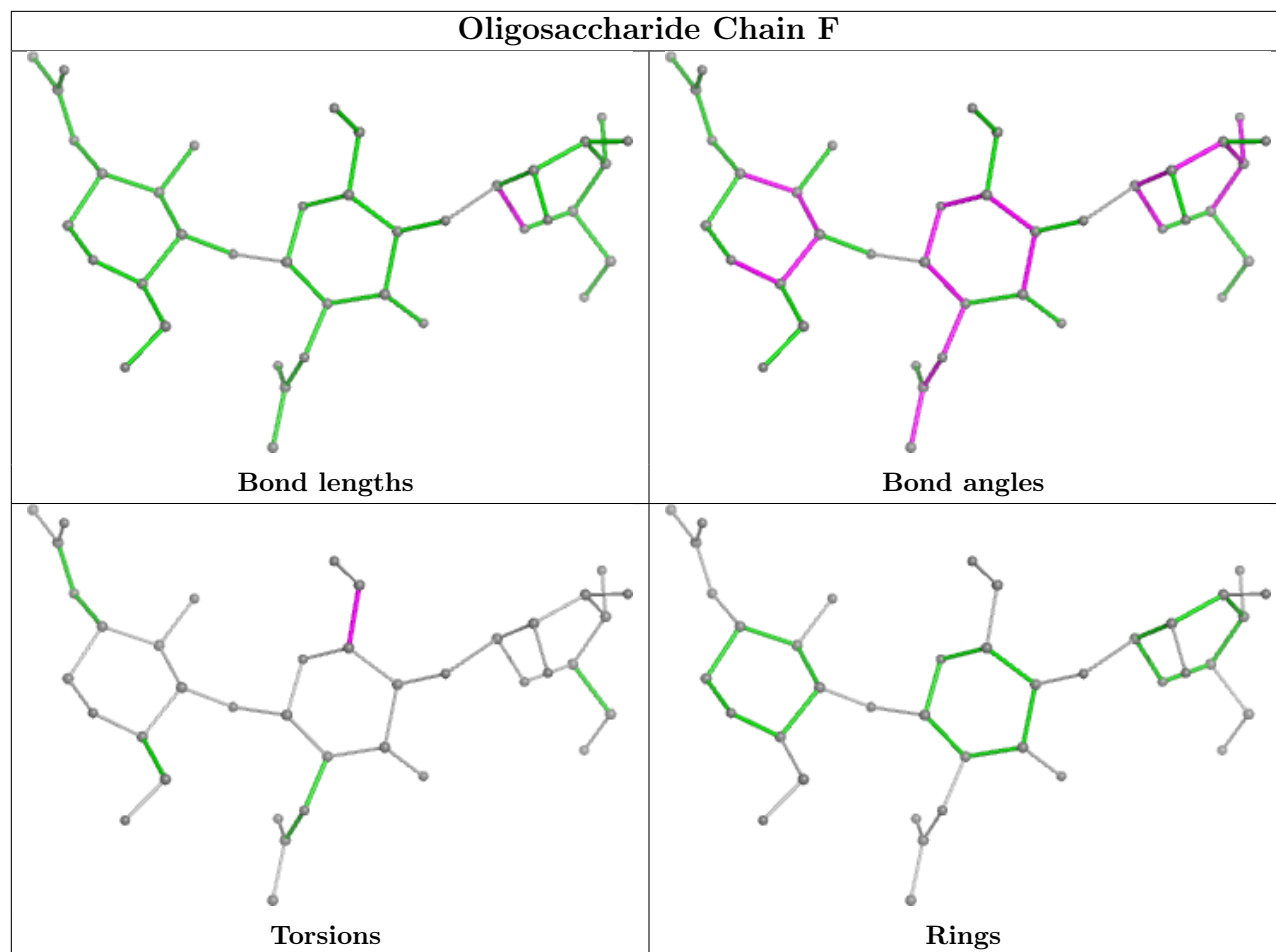 Oligosaccharide Chain F
Bond lengths
Bond angles
Torsions
Rings